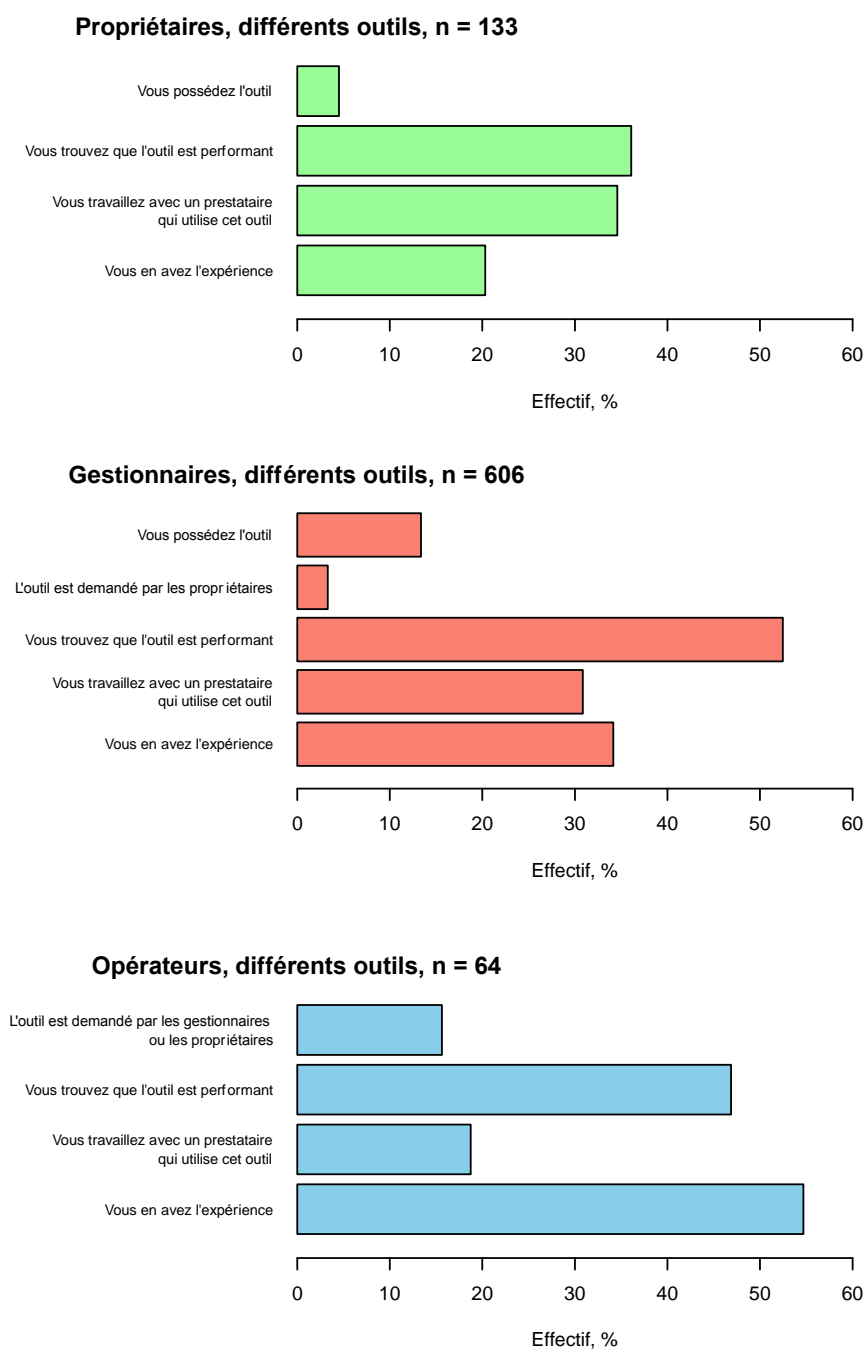 Propriétaires, différents outils, n = 133
Vous possédez l'outil
Vous trouvez que l'outil est performant
Vous travaillez avec un prestataire
qui utilise cet outil
Vous en avez l'expérience
0 10 20 30 40 50 60
Effectif, %
Gestionnaires, différents outils, n = 606
Vous possédez l'outil
L'outil est demandé par les propriétaires
Vous trouvez que l'outil est performant
Vous travaillez avec un prestataire
qui utilise cet outil
Vous en avez l'expérience
0 10 20 30 40 50 60
Effectif, %
Opérateurs, différents outils, n = 64
L'outil est demandé par les gestionnaires
ou les propriétaires
Vous trouvez que l'outil est performant
Vous travaillez avec un prestataire
qui utilise cet outil
Vous en avez l'expérience
0 10 20 30 40 50 60
Effectif, %